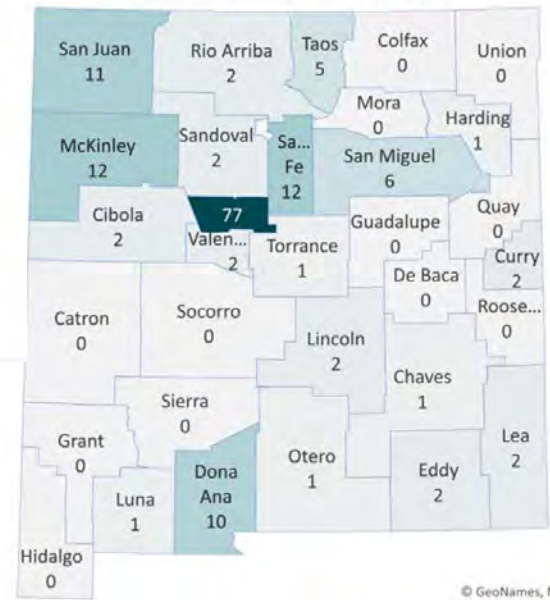 San Juan
11
Rio Arriba
2
Taos
5
Colfax
0
Union
0
Mora
0
Harding
1
McKinley
12
Sandoval
2
Sa...
Fe
12
San Miguel
6
Cibola
2
77
Valen...
2
Torrance
1
Guadalupe
0
Quay
0
Curry
2
De Baca
0
Roose...
0
Catron
0
Socorro
0
Lincoln
2
Chaves
1
Sierra
0
Grant
0
Dona
Ana
10
Otero
1
Eddy
2
Lea
2
Luna
1
Hidalgo
0
© GeoNames,